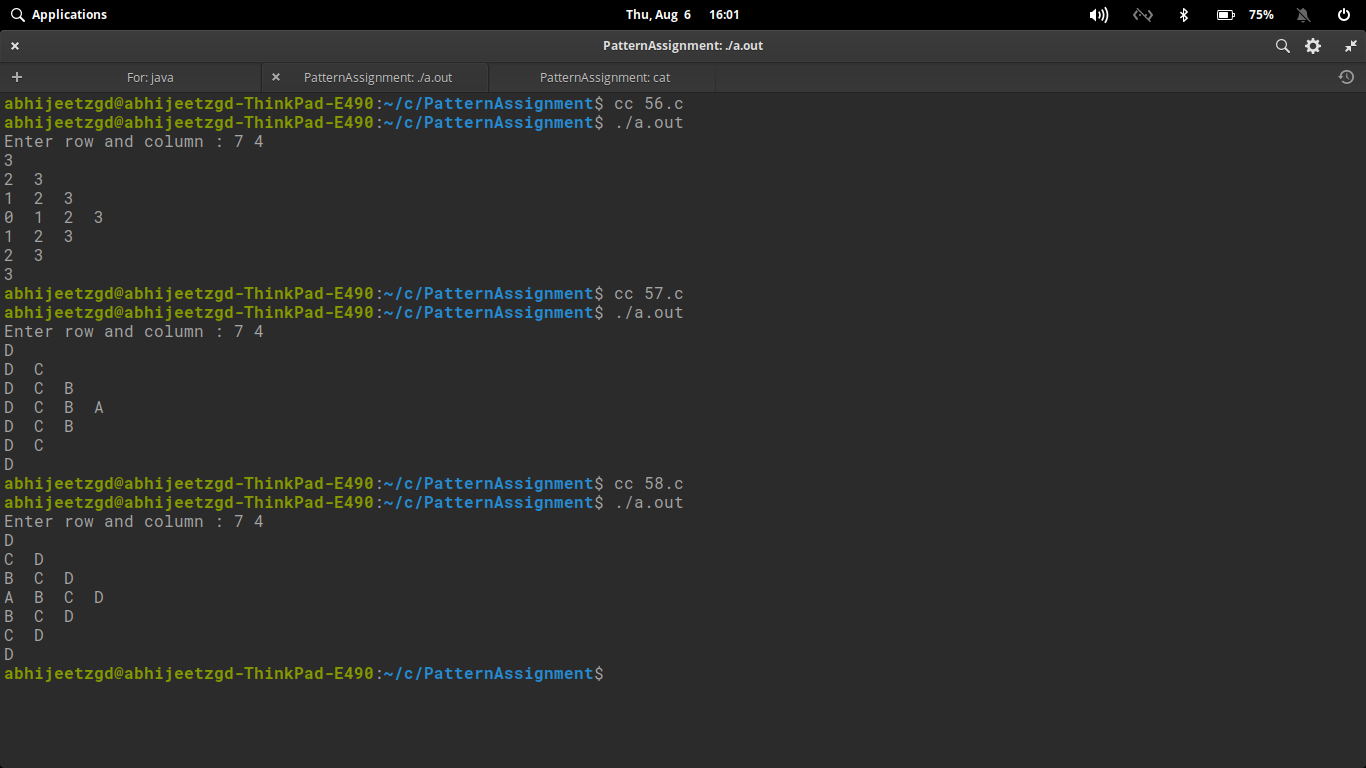 Applications Thu, Aug 6 16:01 75%
PatternAssignment: ./a.out
For: java PatternAssignment: ./a.out PatternAssignment: cat
abhijeetzgd@abhijeetzgd-ThinkPad-E490:~/c/PatternAssignment$ cc 56.c
abhijeetzgd@abhijeetzgd-ThinkPad-E490:~/c/PatternAssignment$ ./a.out
Enter row and column : 7 4
3
2  3
1  2  3
0  1  2  3
1  2  3
2  3
3
abhijeetzgd@abhijeetzgd-ThinkPad-E490:~/c/PatternAssignment$ cc 57.c
abhijeetzgd@abhijeetzgd-ThinkPad-E490:~/c/PatternAssignment$ ./a.out
Enter row and column : 7 4
D
D  C
D  C  B
D  C  B  A
D  C  B
D  C
D
abhijeetzgd@abhijeetzgd-ThinkPad-E490:~/c/PatternAssignment$ cc 58.c
abhijeetzgd@abhijeetzgd-ThinkPad-E490:~/c/PatternAssignment$ ./a.out
Enter row and column : 7 4
D
C  D
B  C  D
A  B  C  D
B  C  D
C  D
D
abhijeetzgd@abhijeetzgd-ThinkPad-E490:~/c/PatternAssignment$